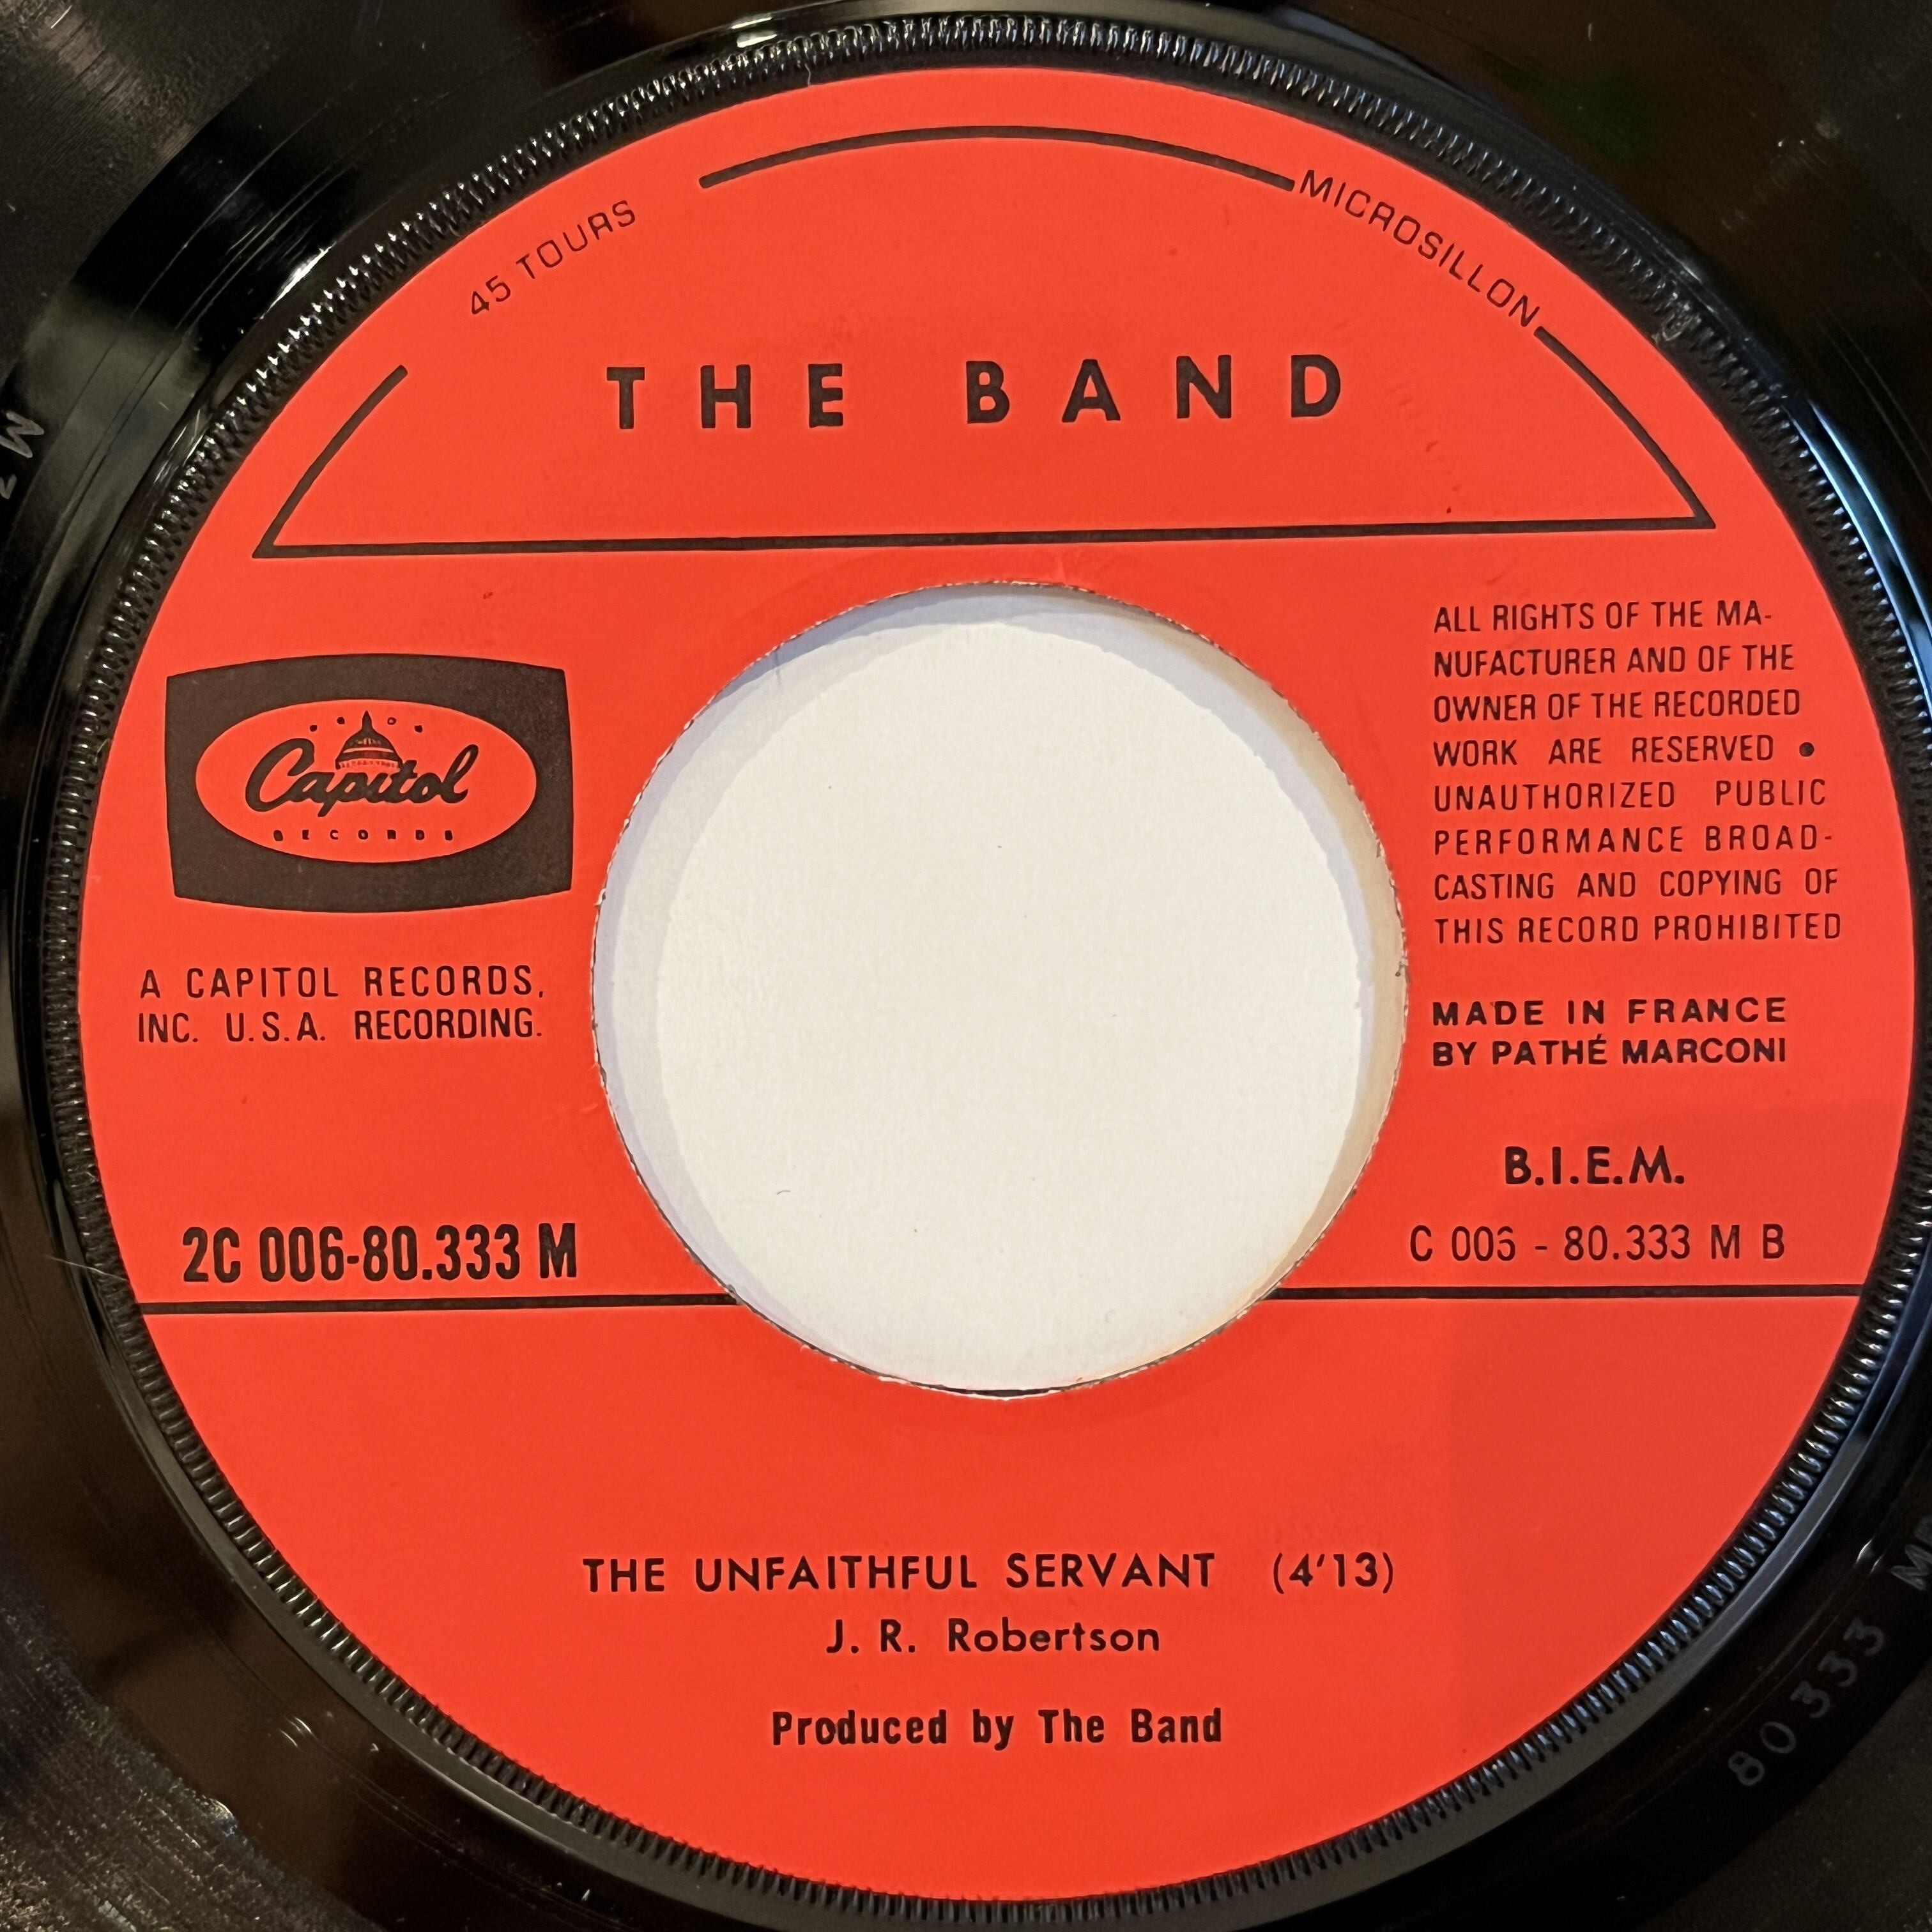 45 TOURS
MICROSILLON
THE BAND
Capitol
RECORDS
A CAPITOL RECORDS,
INC. U.S.A. RECORDING.
2C 006-80.333 M
ALL RIGHTS OF THE MA-
NUFACTURER AND OF THE
OWNER OF THE RECORDED
WORK ARE RESERVED •
UNAUTHORIZED PUBLIC
PERFORMANCE BROAD-
CASTING AND COPYING OF
THIS RECORD PROHIBITED
MADE IN FRANCE
BY PATHÉ MARCONI
B.I.E.M.
C 006 - 80.333 M B
THE UNFAITHFUL SERVANT (4'13)
J. R. Robertson
Produced by The Band
80333